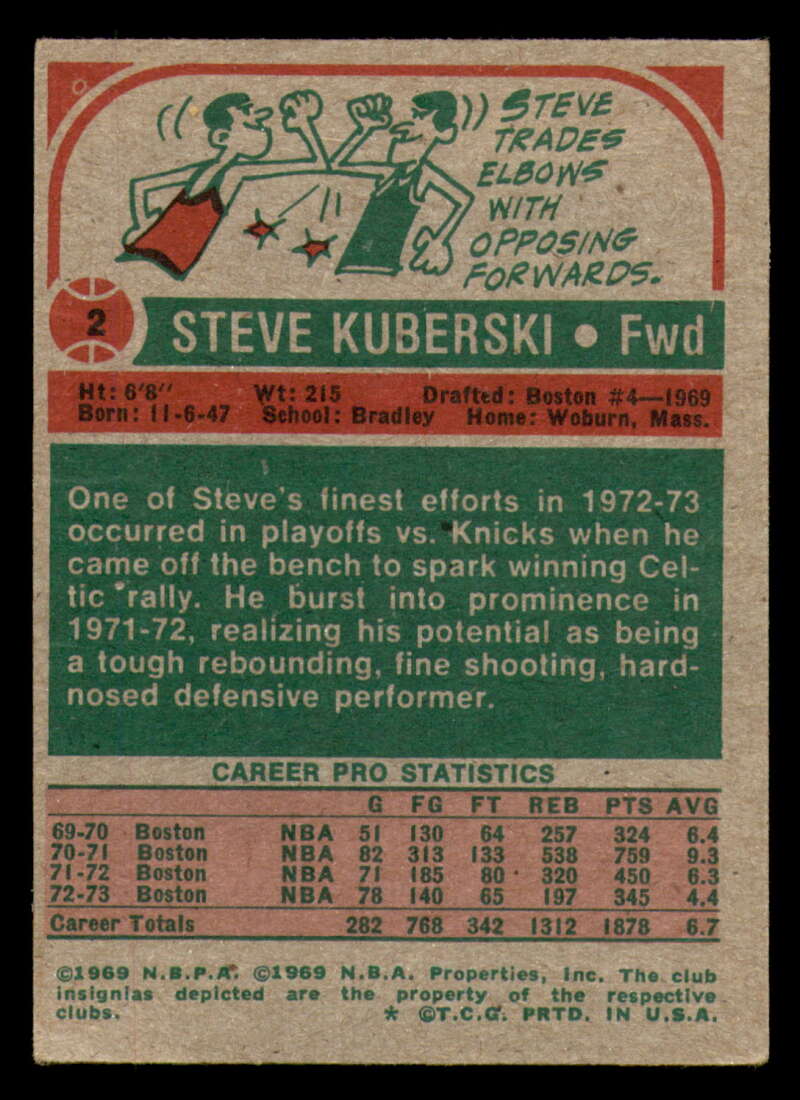 STEVE
TRADES
ELBOWS
WITH
OPPOSING
FORWARDS.
2
STEVE KUBERSKI • Fwd
Ht: 6'8" Wt: 215 Drafted: Boston #4—1969
Born: 11-6-47 School: Bradley Home: Woburn, Mass.
One of Steve's finest efforts in 1972-73
occurred in playoffs vs. Knicks when he
came off the bench to spark winning Cel-
tic rally. He burst into prominence in
1971-72, realizing his potential as being
a tough rebounding, fine shooting, hard-
nosed defensive performer.
CAREER PRO STATISTICS
G FG FT REB PTS AVG
69-70 Boston NBA 51 130 64 257 324 6.4
70-71 Boston NBA 82 313 133 538 759 9.3
71-72 Boston NBA 71 185 80 320 450 6.3
72-73 Boston NBA 78 140 65 197 345 4.4
Career Totals 282 768 342 1312 1878 6.7
©1969 N.B.P.A. ©1969 N.B.A. Properties, Inc. The club
insignias depicted are the property of the respective
clubs. * ©T.C.G. PRTD. IN U.S.A.